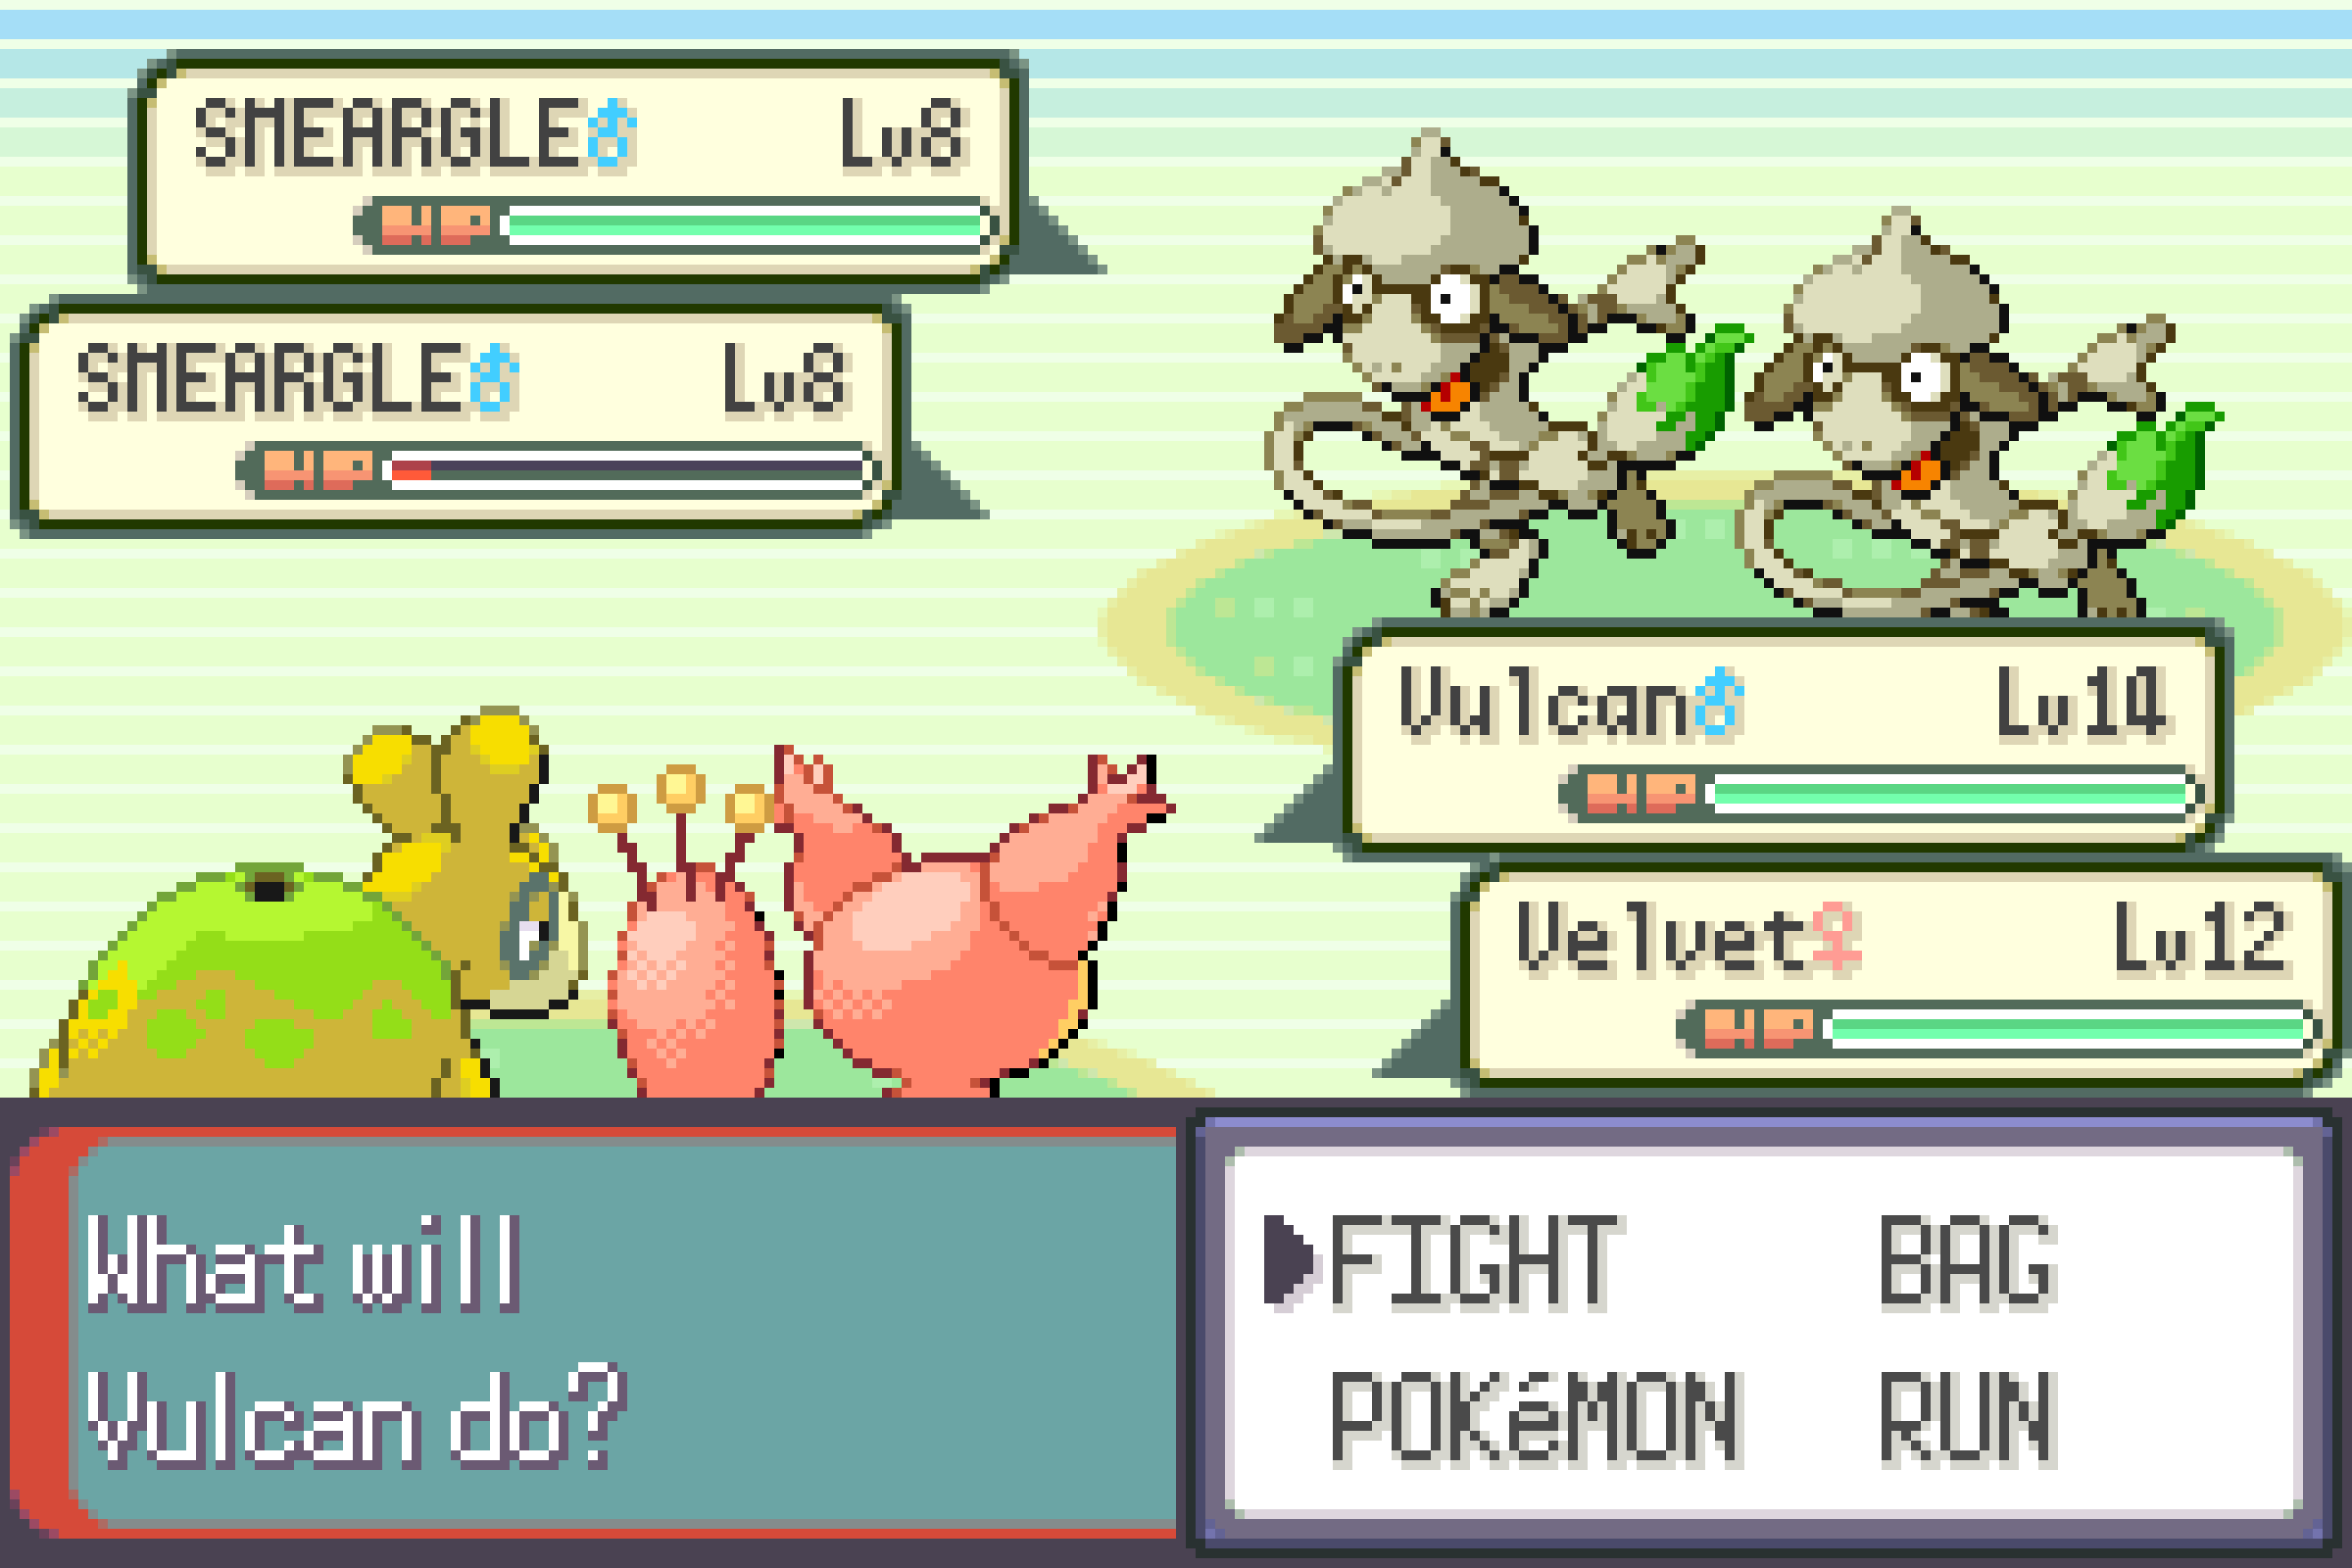 SMEARGLE♂ Lv8
HP
SMEARGLE♂ Lv8
HP
Vulcan♂ Lv14
HP
Velvet♀ Lv12
HP
What will
Vulcan do?
FIGHT BAG
POKéMON RUN